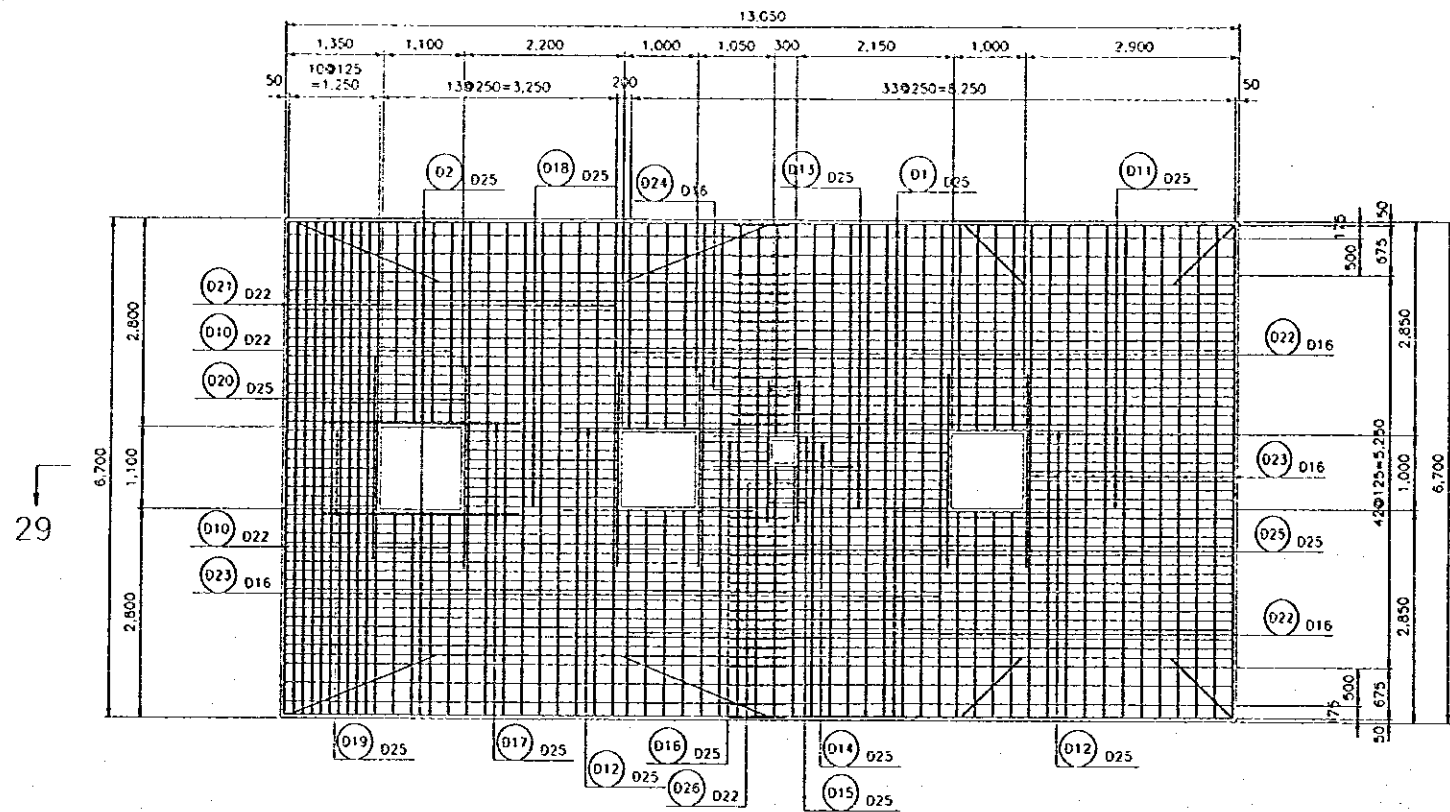 13,050
1,350 1,100 2,200 1,000 1,050 300 2,150 1,000 2,900
50 10@125 =1,250 13@250=3,250 200 33@250=8,250 50
D2 D25
D18 D25
D24 D16
D13 D25
D1 D25
D11 D25
175
50
500
675
D21 D22
D10 D22
D20 D25
D22 D16
2,800
2,850
6,700
1,100
29
D23 D16
42@125=5,250
1,000
6,700
D10 D22
D23 D16
D25 D25
D22 D16
2,800
2,850
500
675
175
50
D19 D25
D17 D25
D12 D25
D16 D25
D26 D22
D14 D25
D15 D25
D12 D25